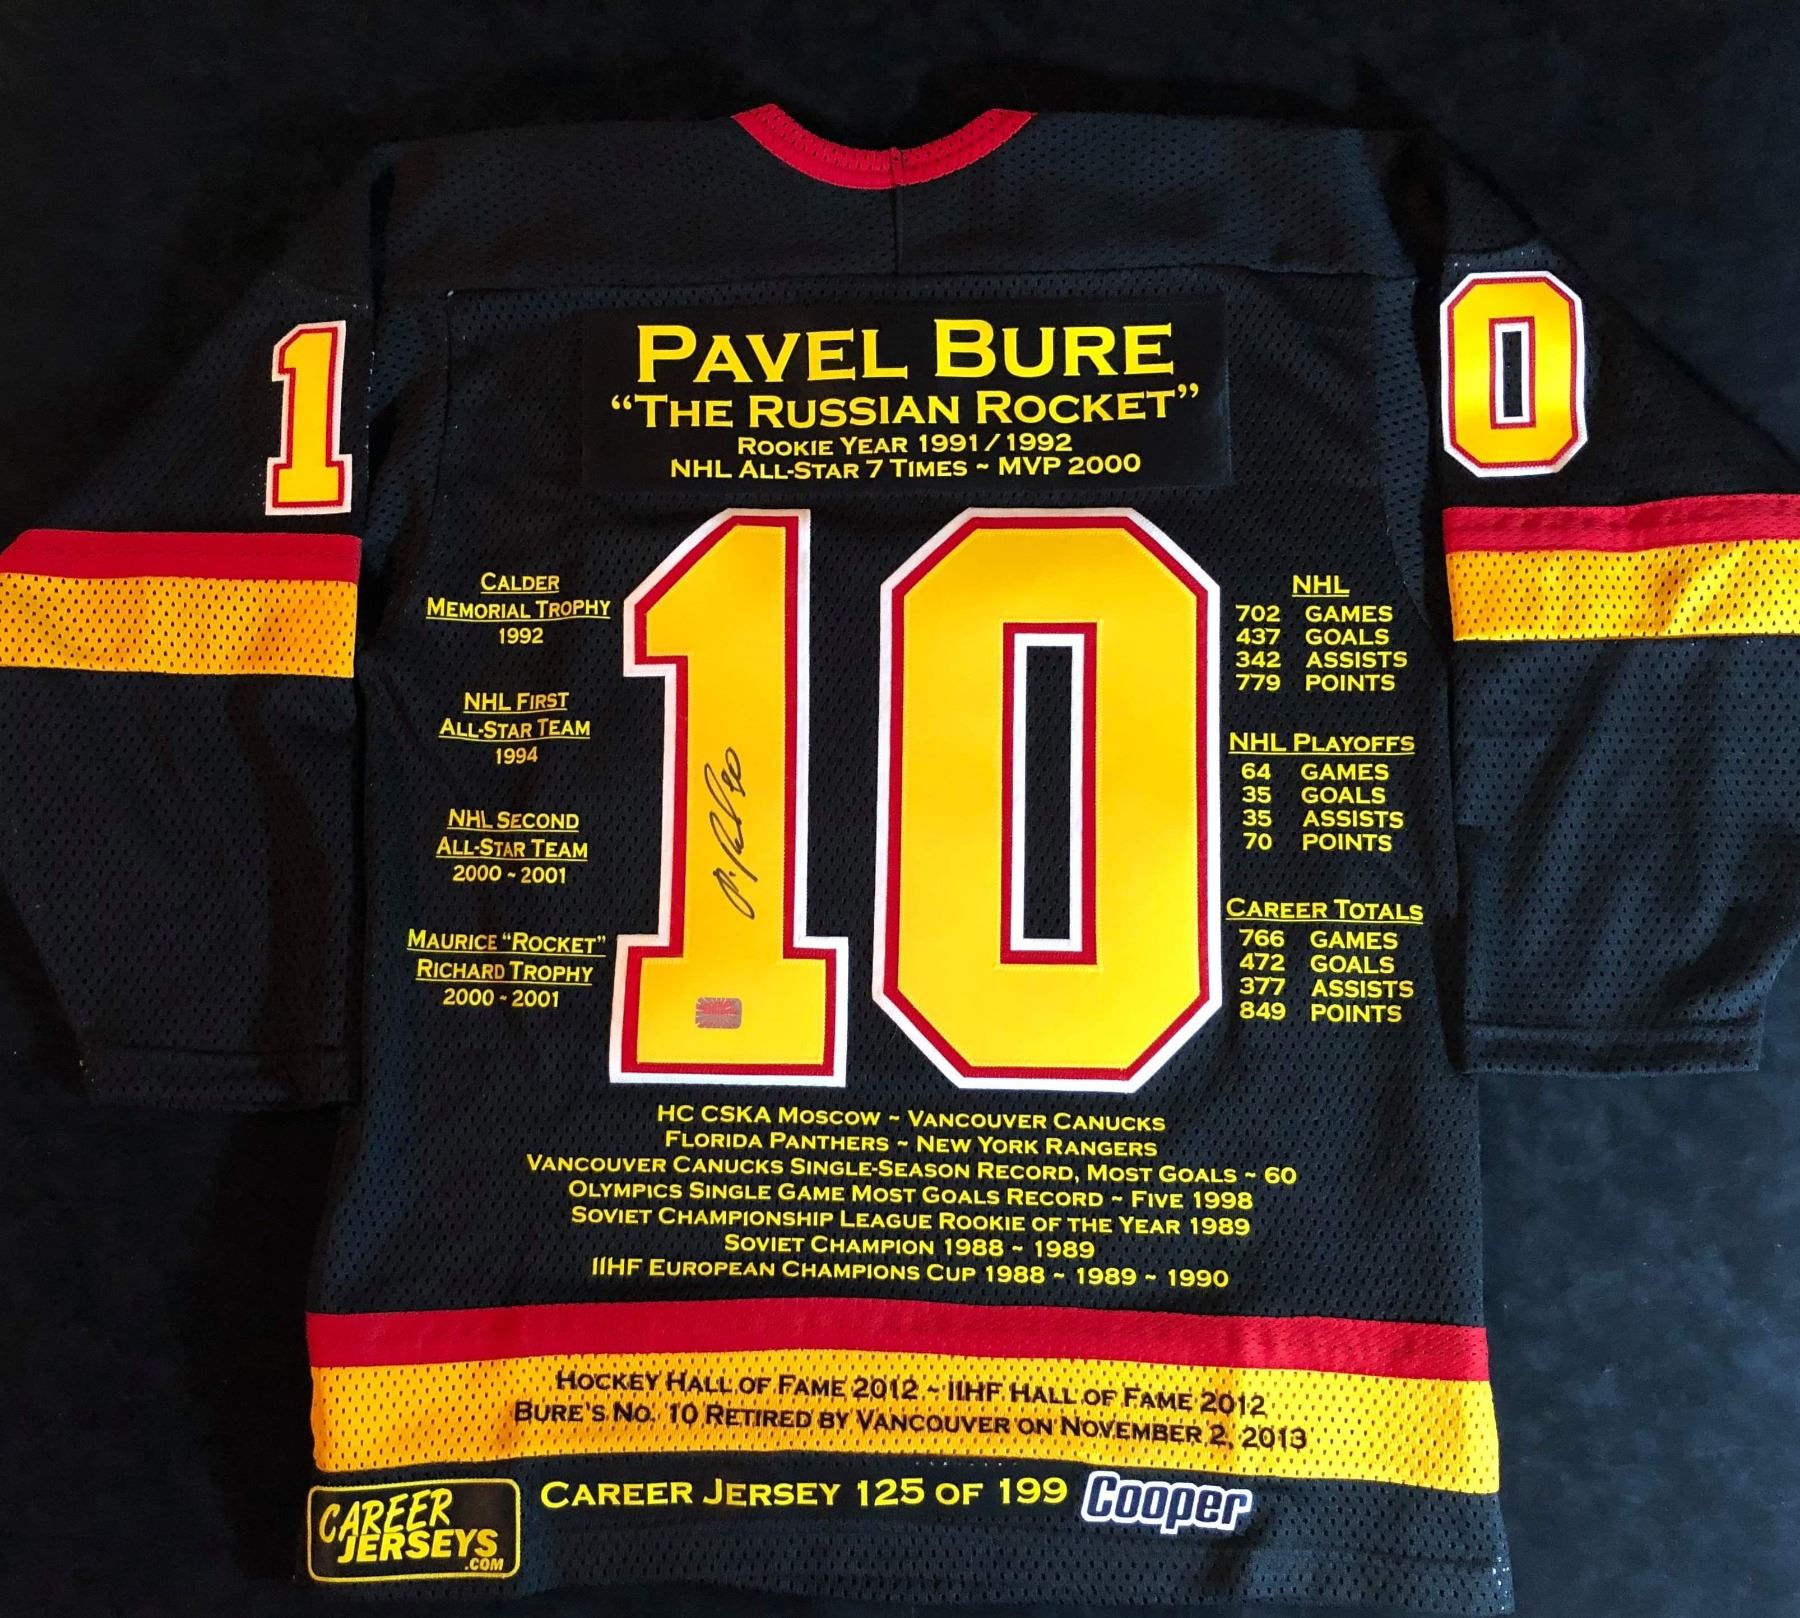 PAVEL BURE
“THE RUSSIAN ROCKET”
ROOKIE YEAR 1991/1992
NHL ALL-STAR 7 TIMES ~ MVP 2000
1
0
10
CALDER
MEMORIAL TROPHY
1992
NHL FIRST
ALL-STAR TEAM
1994
NHL SECOND
ALL-STAR TEAM
2000 ~ 2001
MAURICE “ROCKET”
RICHARD TROPHY
2000 ~ 2001
NHL
702 GAMES
437 GOALS
342 ASSISTS
779 POINTS
NHL PLAYOFFS
64 GAMES
35 GOALS
35 ASSISTS
70 POINTS
CAREER TOTALS
766 GAMES
472 GOALS
377 ASSISTS
849 POINTS
HC CSKA MOSCOW ~ VANCOUVER CANUCKS
FLORIDA PANTHERS ~ NEW YORK RANGERS
VANCOUVER CANUCKS SINGLE-SEASON RECORD, MOST GOALS ~ 60
OLYMPICS SINGLE GAME MOST GOALS RECORD ~ FIVE 1998
SOVIET CHAMPIONSHIP LEAGUE ROOKIE OF THE YEAR 1989
SOVIET CHAMPION 1988 ~ 1989
IIHF EUROPEAN CHAMPIONS CUP 1988 ~ 1989 ~ 1990
HOCKEY HALL OF FAME 2012 ~ IIHF HALL OF FAME 2012
BURE'S NO. 10 RETIRED BY VANCOUVER ON NOVEMBER 2, 2013
CAREER JERSEYS .COM
CAREER JERSEY 125 OF 199
Cooper